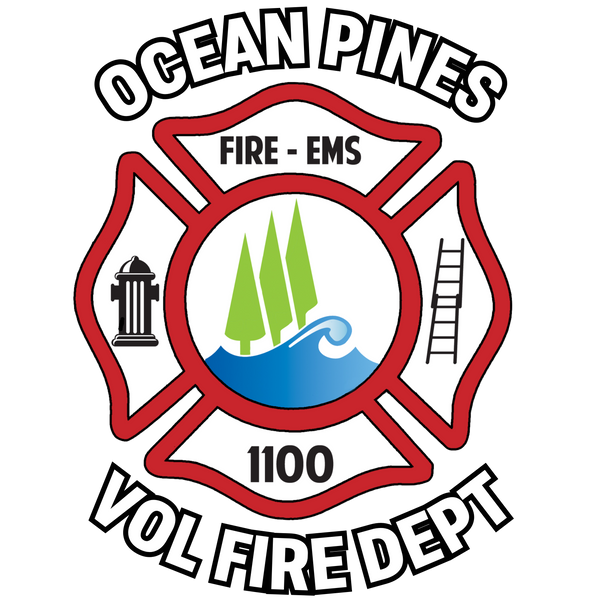 OCEAN PINES
FIRE - EMS
1100
VOL FIRE DEPT